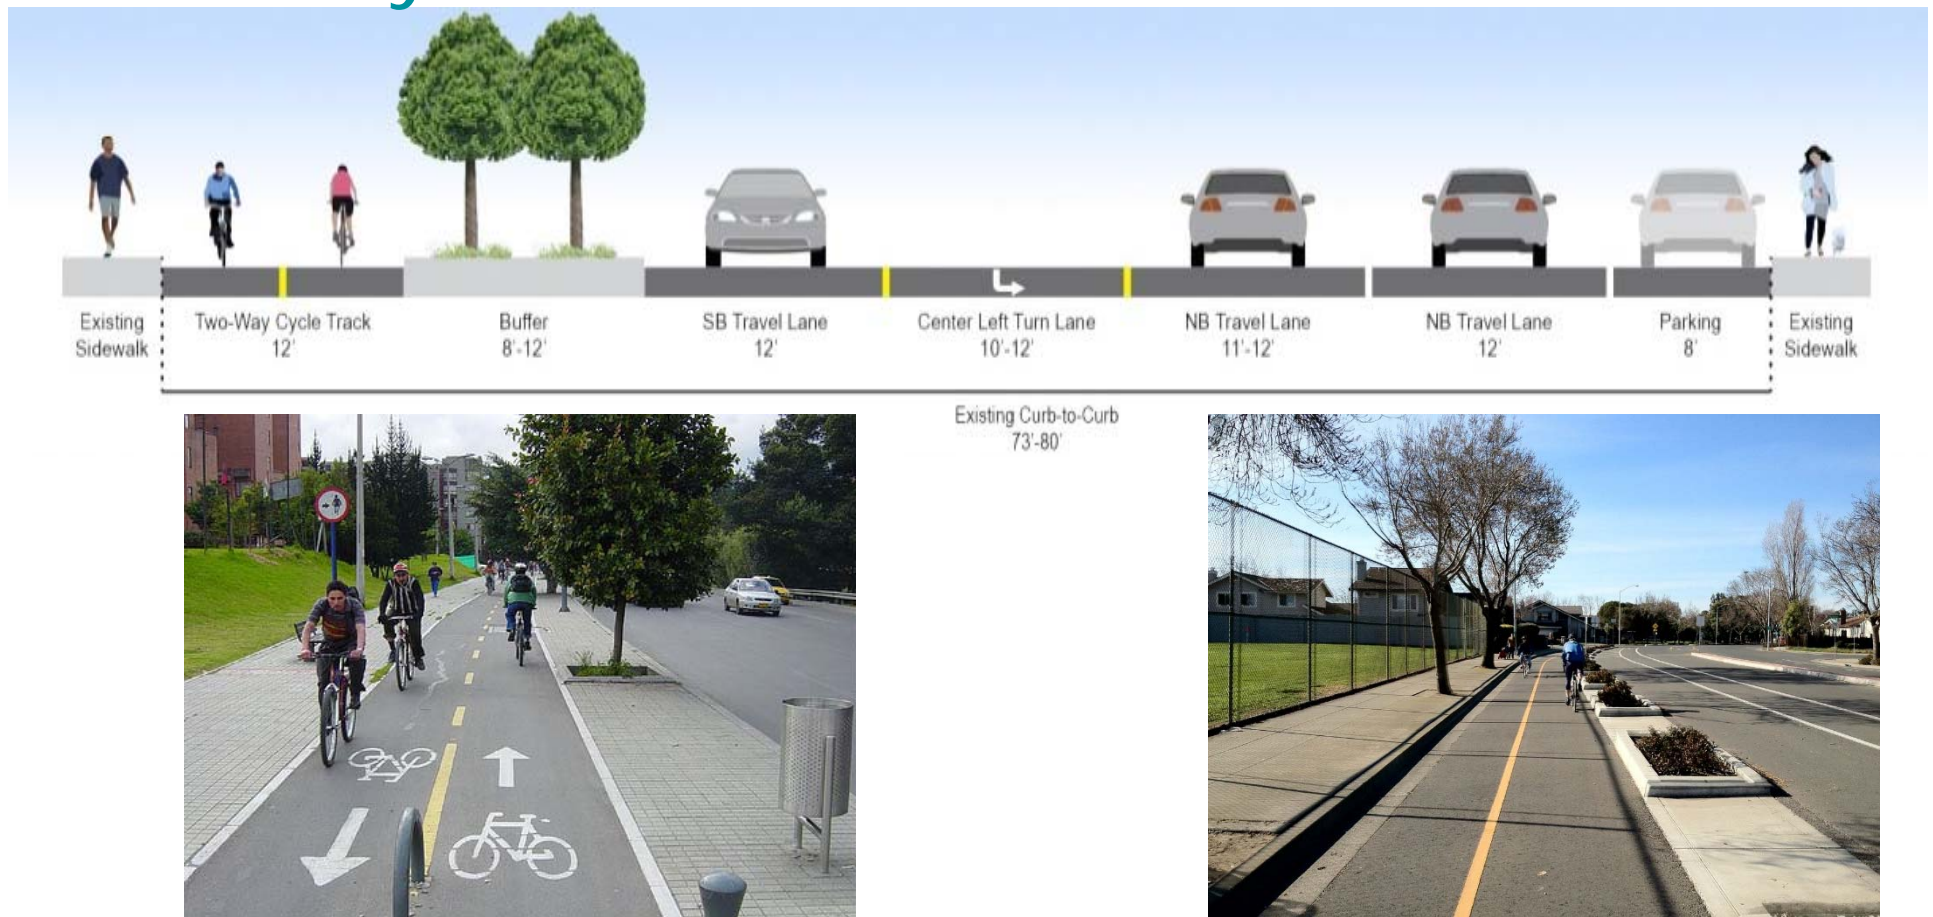 Existing
Sidewalk
Two-Way Cycle Track
12'
Buffer
8'-12'
SB Travel Lane
12'
Center Left Turn Lane
10'-12'
NB Travel Lane
11'-12'
NB Travel Lane
12'
Parking
8'
Existing
Sidewalk
Existing Curb-to-Curb
73'-80'